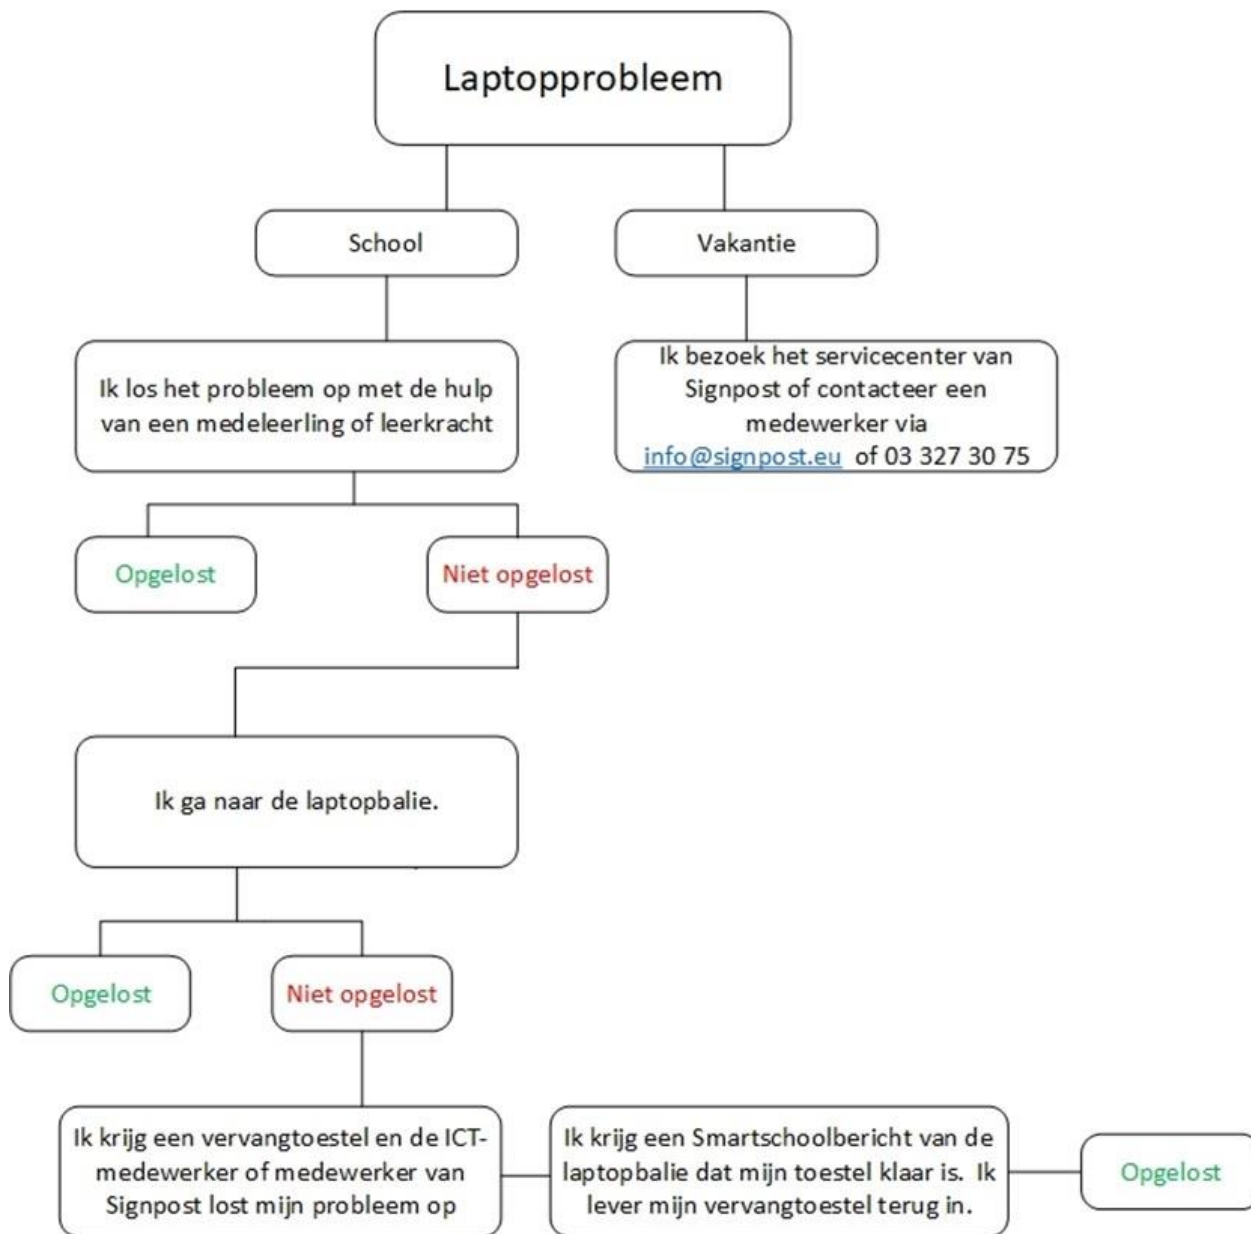 Laptopprobleem
School
Vakantie
Ik los het probleem op met de hulp
van een medeleerling of leerkracht
Ik bezoek het servicecenter van
Signpost of contacteer een
medewerker via
info@signpost.eu of 03 327 30 75
Opgelost
Niet opgelost
Ik ga naar de laptopbalie.
Opgelost
Niet opgelost
Ik krijg een vervangtoestel en de ICT-
medewerker of medewerker van
Signpost lost mijn probleem op
Ik krijg een Smartschoolbericht van de
laptopbalie dat mijn toestel klaar is. Ik
lever mijn vervangtoestel terug in.
Opgelost